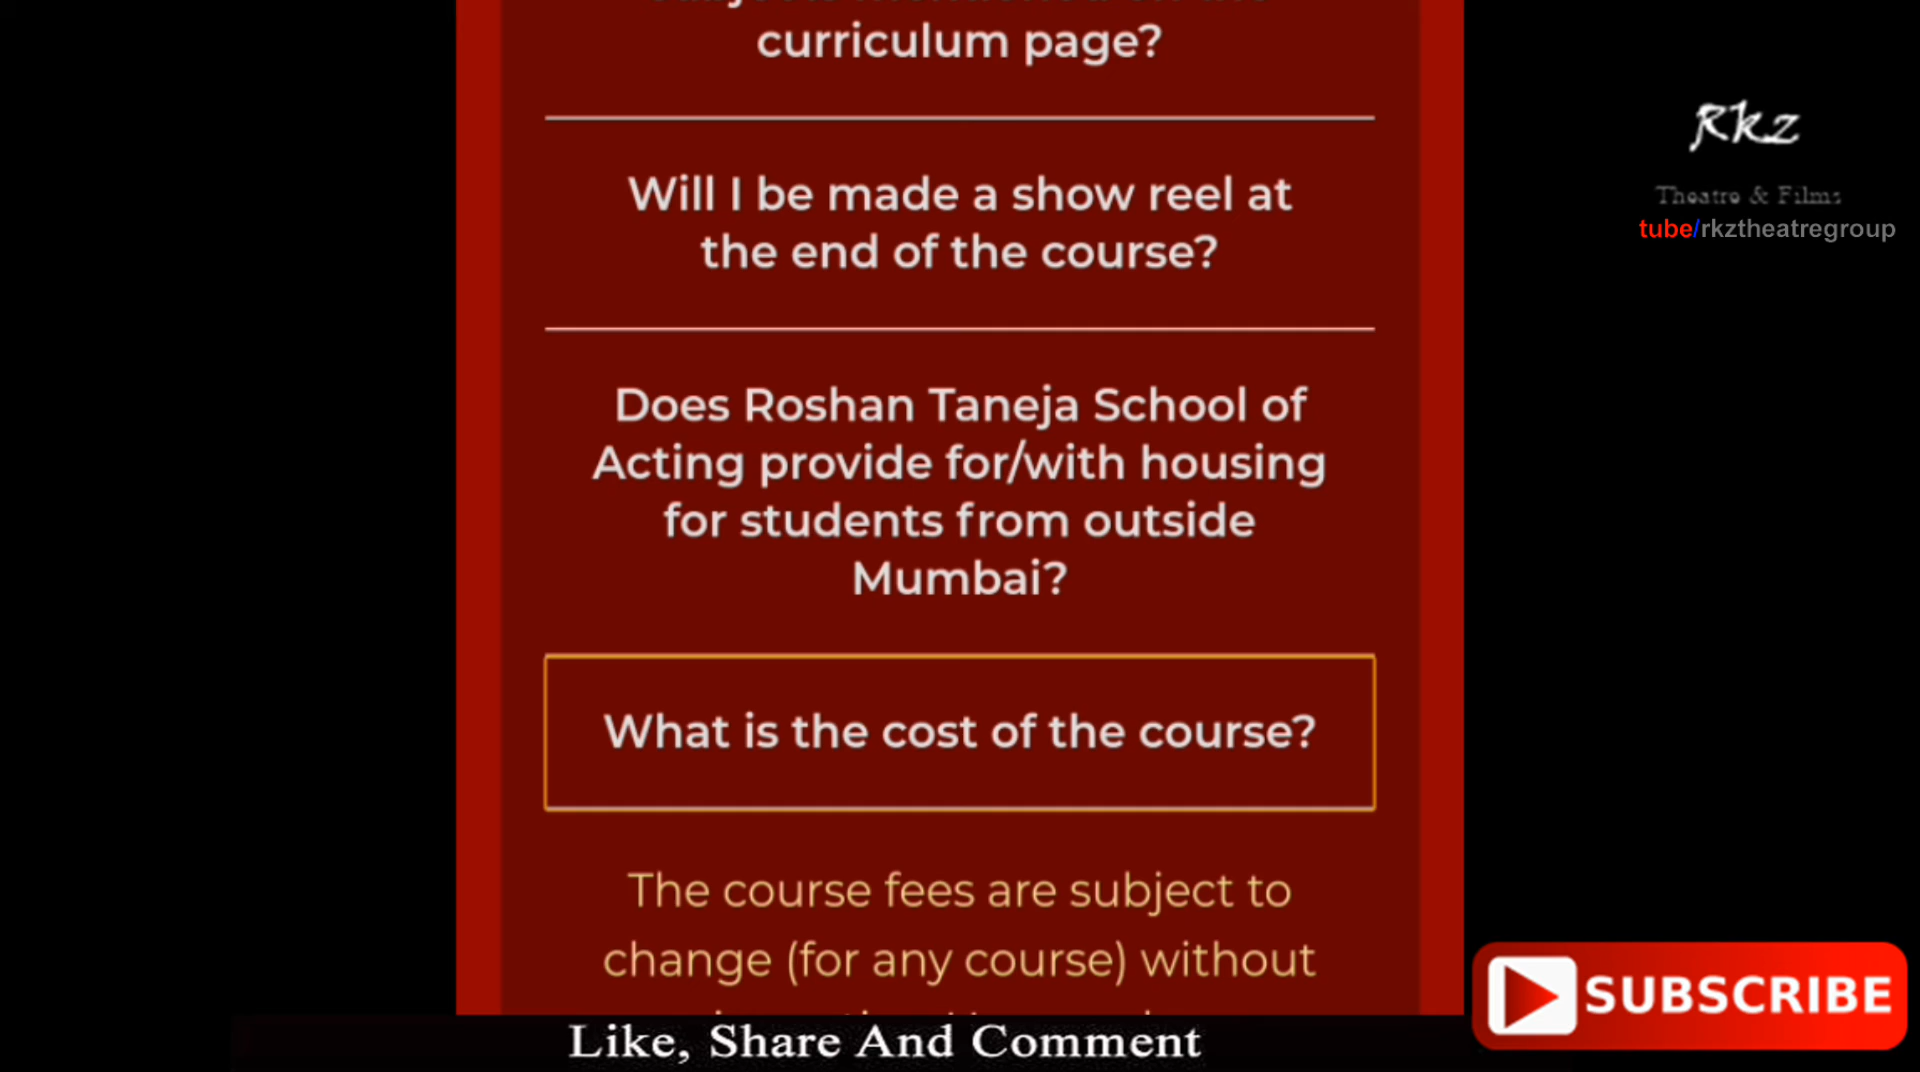 curriculum page?
Will I be made a show reel at
the end of the course?
Does Roshan Taneja School of
Acting provide for/with housing
for students from outside
Mumbai?
What is the cost of the course?
The course fees are subject to
change (for any course) without
Rkz
Theatre & Films
tube/rkztheatregroup
SUBSCRIBE
Like, Share And Comment